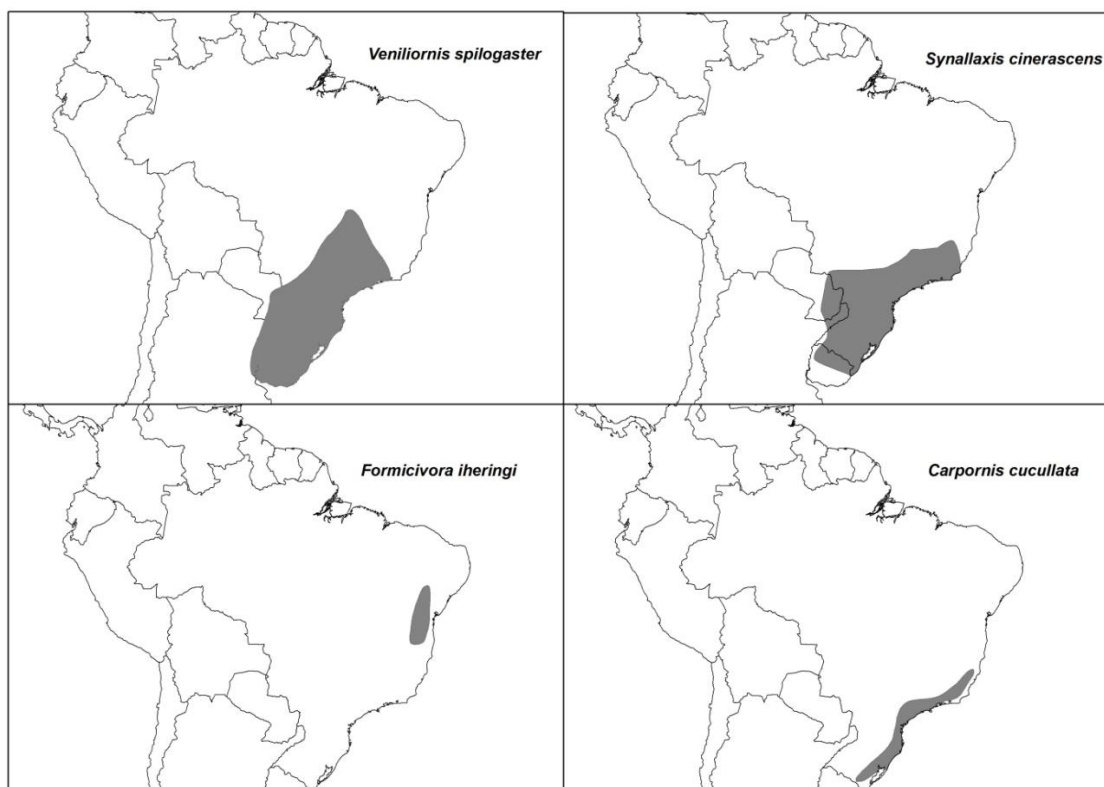 Veniliornis spilogaster
Synallaxis cinerascens
Formicivora iheringi
Carpornis cucullata